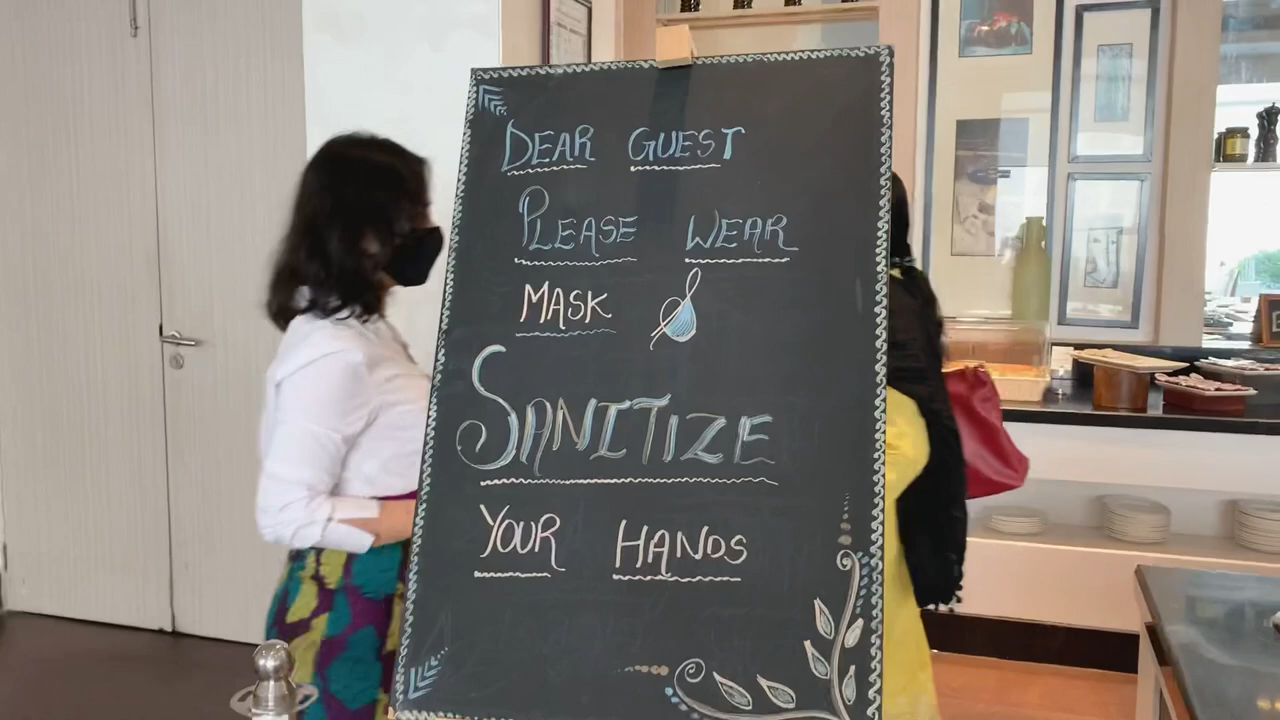 DEAR GUEST
PLEASE WEAR
MASK &
SANITIZE
YOUR HANDS